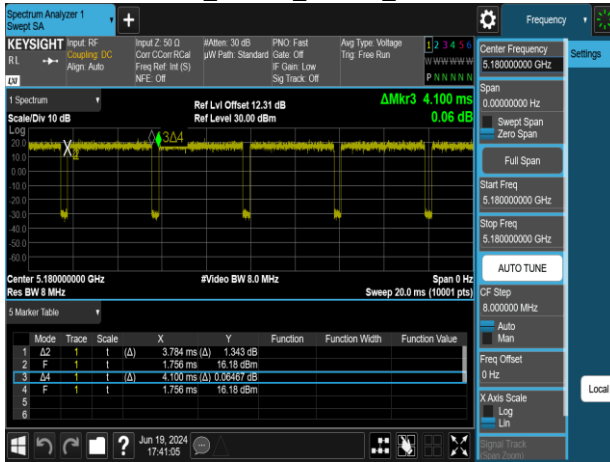 Spectrum Analyzer 1
Swept SA
+
Frequency
KEYSIGHT
RL
LXI
Input: RF
Coupling: DC
Align: Auto
Input Z: 50 Ω
Corr CCorr RCal
Freq Ref: Int (S)
NFE: Off
#Atten: 30 dB
µW Path: Standard
PNO: Fast
Gate: Off
IF Gain: Low
Sig Track: Off
Avg Type: Voltage
Trig: Free Run
1 2 3 4 5 6
W W W W W W
P N N N N N
1 Spectrum
Scale/Div 10 dB
Ref Lvl Offset 12.31 dB
Ref Level 30.00 dBm
ΔMkr3 4.100 ms
0.06 dB
Log
20.0
10.0
0.00
-10.0
-20.0
-30.0
-40.0
-50.0
-60.0
3Δ4
Center 5.180000000 GHz
Res BW 8 MHz
#Video BW 8.0 MHz
Span 0 Hz
Sweep 20.0 ms (10001 pts)
5 Marker Table
Mode Trace Scale X Y Function Function Width Function Value
1 Δ2 1 t (Δ) 3.784 ms (Δ) 1.343 dB
2 F 1 t 1.756 ms 16.18 dBm
3 Δ4 1 t (Δ) 4.100 ms (Δ) 0.06467 dB
4 F 1 t 1.756 ms 16.18 dBm
5
6
?
Jun 19, 2024
17:41:05
Center Frequency
5.180000000 GHz
Span
0.00000000 Hz
Swept Span
Zero Span
Full Span
Start Freq
5.180000000 GHz
Stop Freq
5.180000000 GHz
AUTO TUNE
CF Step
8.000000 MHz
Auto
Man
Freq Offset
0 Hz
X Axis Scale
Log
Lin
Signal Track
(Span Zoom)
Settings
Local